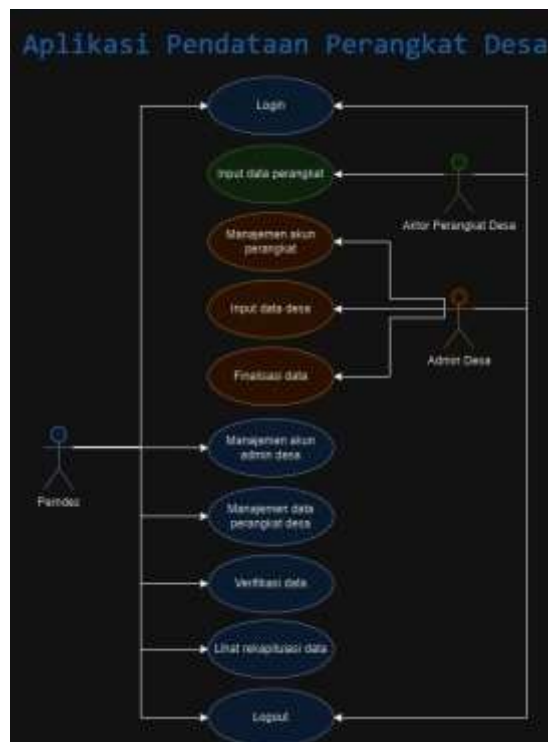 Aplikasi Pendataan Perangkat Desa
Login
Input data perangkat
Aktor Perangkat Desa
Manajemen akun
perangkat
Input data desa
Admin Desa
Finalisasi data
Manajemen akun
admin desa
Pemdes
Manajemen data
perangkat desa
Verifikasi data
Lihat rekapitulasi data
Logout